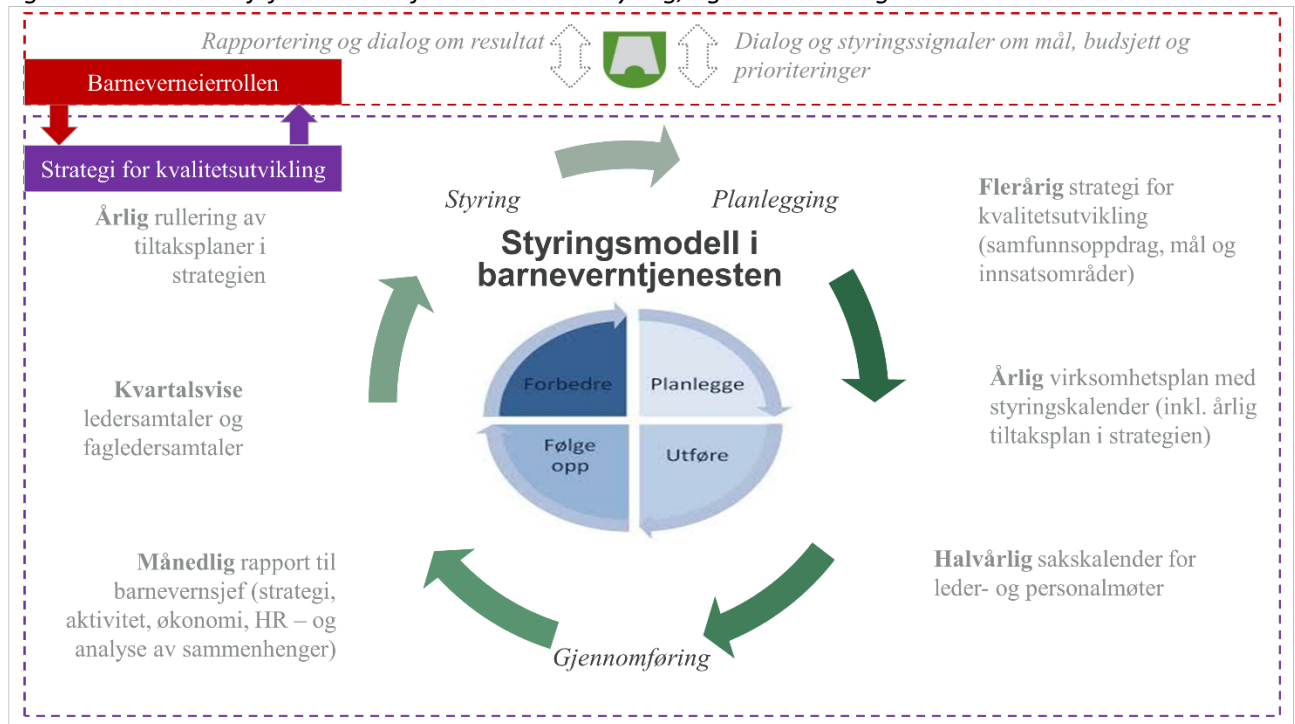 Rapportering og dialog om resultat
Dialog og styringssignaler om mål, budsjett og
prioriteringer
Barneverneierrollen
Strategi for kvalitetsutvikling
Styring
Planlegging
Årlig rullering av
tiltaksplaner i
strategien
Flerårig strategi for
kvalitetsutvikling
(samfunnsoppdrag, mål og
innsatsområder)
Styringsmodell i
barneverntjenesten
Forbedre
Planlegge
Følge
opp
Utføre
Kvartalsvise
ledersamtaler og
fagledersamtaler
Årlig virksomhetsplan med
styringskalender (inkl. årlig
tiltaksplan i strategien)
Månedlig rapport til
barnevernsjef (strategi,
aktivitet, økonomi, HR – og
analyse av sammenhenger)
Halvårlig sakskalender for
leder- og personalmøter
Gjennomføring